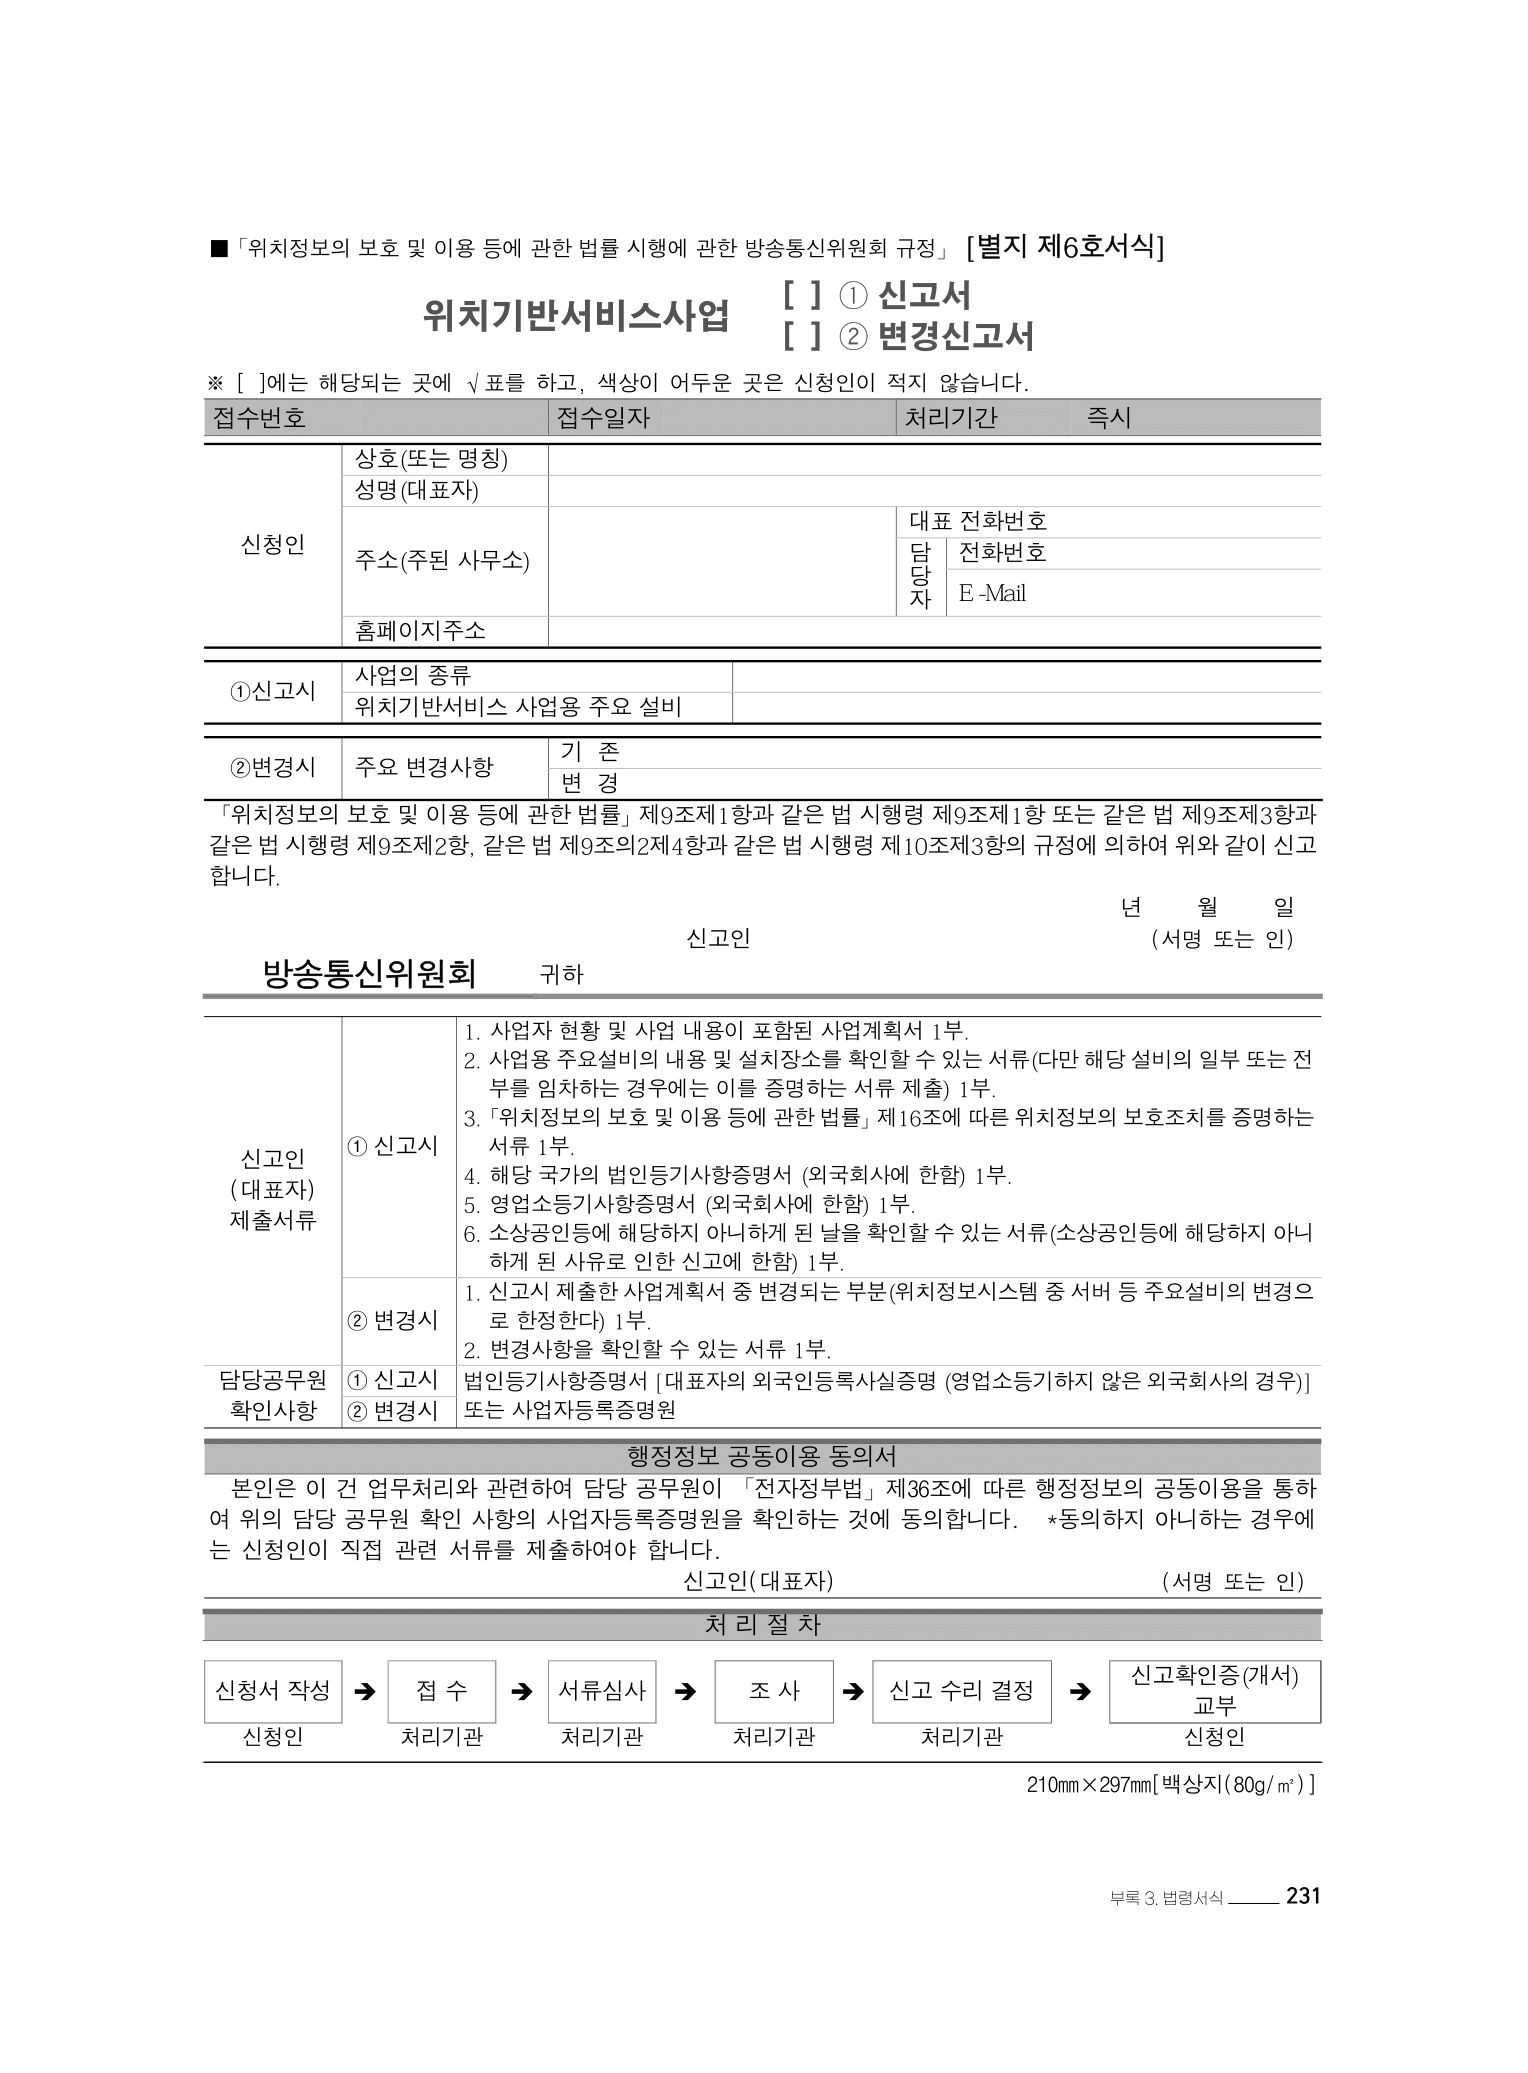 ■「위치정보의 보호 및 이용 등에 관한 법률 시행에 관한 방송통신위원회 규정」 [별지 제6호서식]
위치기반서비스사업
[ ] ① 신고서
[ ] ② 변경신고서
※ [ ]에는 해당되는 곳에 √표를 하고, 색상이 어두운 곳은 신청인이 적지 않습니다.
접수번호 접수일자 처리기간 즉시
신청인
상호(또는 명칭)
성명(대표자)
주소(주된 사무소)
대표 전화번호
담당자
전화번호
E-Mail
홈페이지주소
①신고시
사업의 종류
위치기반서비스 사업용 주요 설비
②변경시 주요 변경사항
기 존
변 경
「위치정보의 보호 및 이용 등에 관한 법률」제9조제1항과 같은 법 시행령 제9조제1항 또는 같은 법 제9조제3항과
같은 법 시행령 제9조제2항, 같은 법 제9조의2제4항과 같은 법 시행령 제10조제3항의 규정에 의하여 위와 같이 신고
합니다.
년 월 일
신고인 (서명 또는 인)
방송통신위원회 귀하
신고인
(대표자)
제출서류
① 신고시
1. 사업자 현황 및 사업 내용이 포함된 사업계획서 1부.
2. 사업용 주요설비의 내용 및 설치장소를 확인할 수 있는 서류(다만 해당 설비의 일부 또는 전
부를 임차하는 경우에는 이를 증명하는 서류 제출) 1부.
3.「위치정보의 보호 및 이용 등에 관한 법률」제16조에 따른 위치정보의 보호조치를 증명하는
서류 1부.
4. 해당 국가의 법인등기사항증명서 (외국회사에 한함) 1부.
5. 영업소등기사항증명서 (외국회사에 한함) 1부.
6. 소상공인등에 해당하지 아니하게 된 날을 확인할 수 있는 서류(소상공인등에 해당하지 아니
하게 된 사유로 인한 신고에 한함) 1부.
② 변경시
1. 신고시 제출한 사업계획서 중 변경되는 부분(위치정보시스템 중 서버 등 주요설비의 변경으
로 한정한다) 1부.
2. 변경사항을 확인할 수 있는 서류 1부.
담당공무원
확인사항
① 신고시
② 변경시
법인등기사항증명서 [대표자의 외국인등록사실증명 (영업소등기하지 않은 외국회사의 경우)]
또는 사업자등록증명원
행정정보 공동이용 동의서
본인은 이 건 업무처리와 관련하여 담당 공무원이 「전자정부법」제36조에 따른 행정정보의 공동이용을 통하
여 위의 담당 공무원 확인 사항의 사업자등록증명원을 확인하는 것에 동의합니다. *동의하지 아니하는 경우에
는 신청인이 직접 관련 서류를 제출하여야 합니다.
신고인(대표자) (서명 또는 인)
처 리 절 차
신청서 작성 ➔ 접 수 ➔ 서류심사 ➔ 조 사 ➔ 신고 수리 결정 ➔ 신고확인증(개서)
교부
신청인 처리기관 처리기관 처리기관 처리기관 신청인
210㎜×297㎜[백상지(80g/㎡)]
부록 3. 법령서식 231